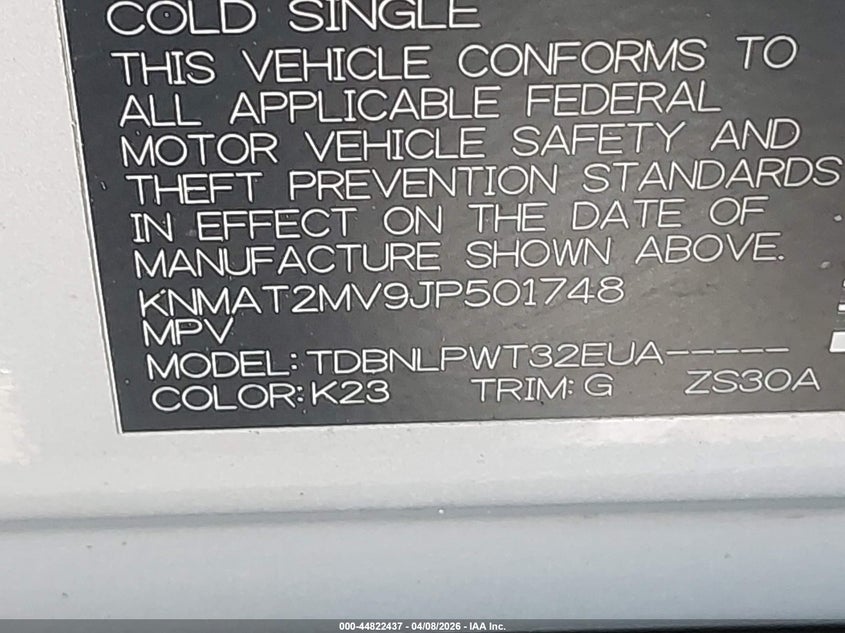 COLD SINGLE
THIS VEHICLE CONFORMS TO
ALL APPLICABLE FEDERAL
MOTOR VEHICLE SAFETY AND
THEFT PREVENTION STANDARDS
IN EFFECT ON THE DATE OF
MANUFACTURE SHOWN ABOVE.
KNMAT2MV9JP501748
MPV
MODEL: TDBNLPWT32EUA-----
COLOR: K23 TRIM: G ZS30A
000-44822437 - 04/08/2026 - IAA Inc.